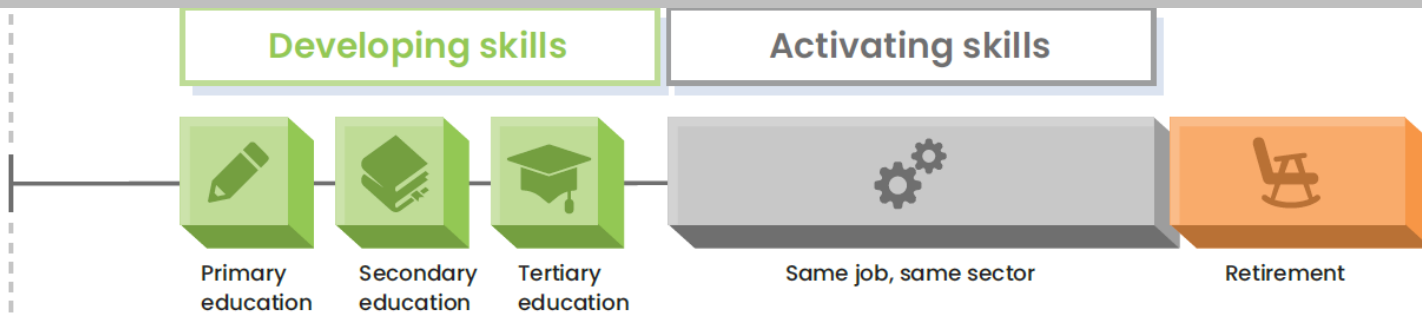 Developing skills
Activating skills
Primary
education
Secondary
education
Tertiary
education
Same job, same sector
Retirement